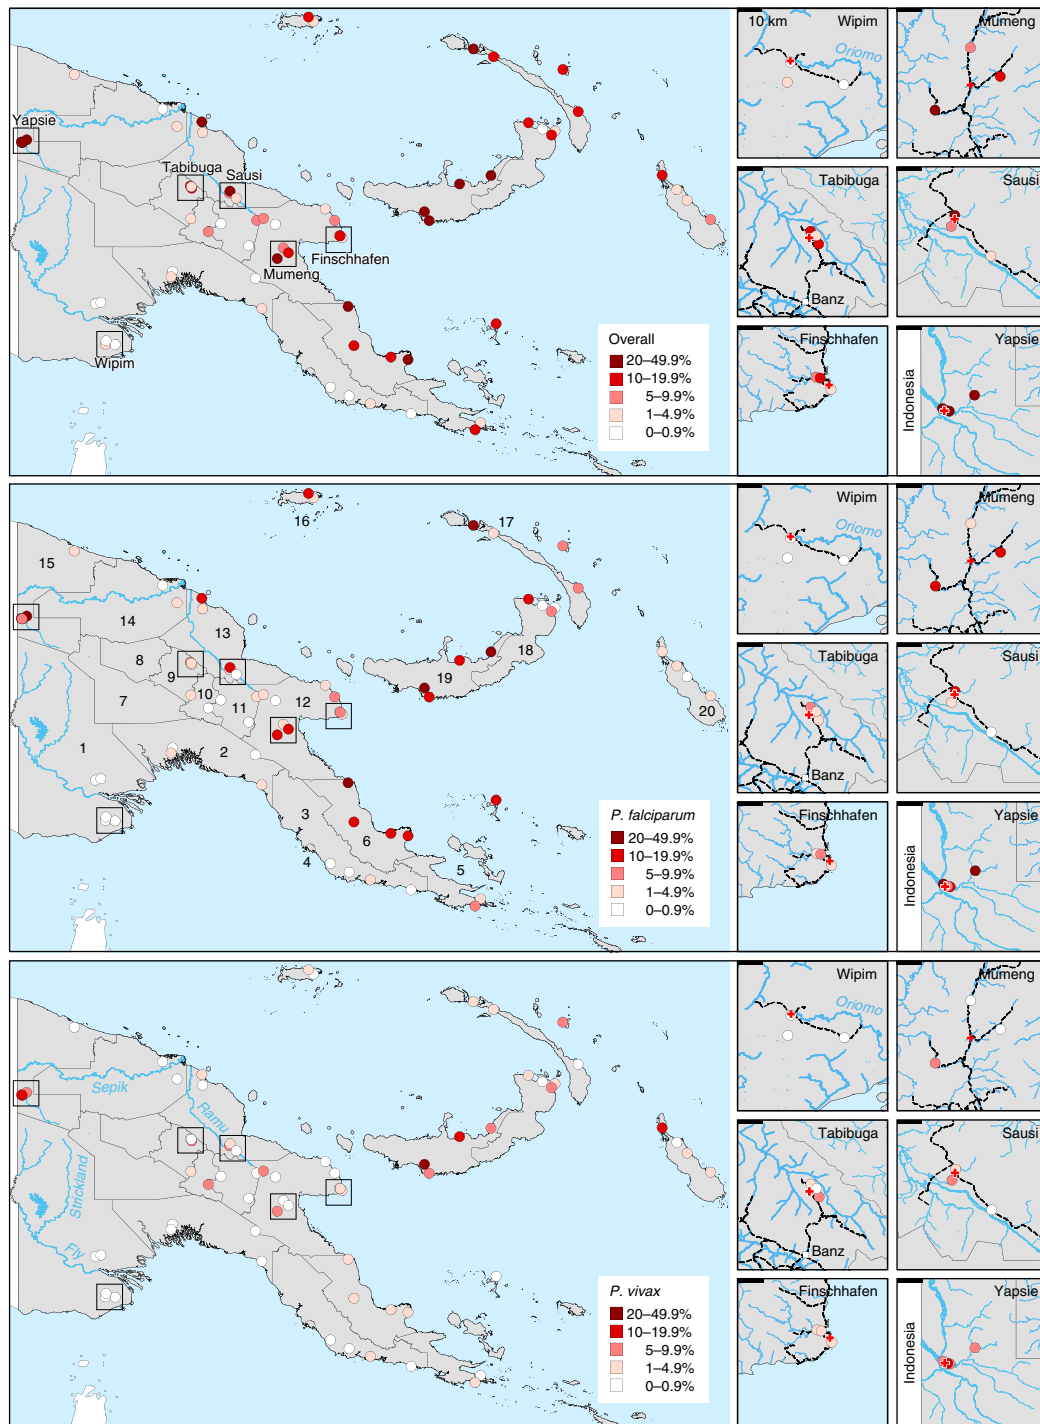 Yapsie
Tabibuga
Sausi
Finschhafen
Mumeng
Wipim
Overall
20–49.9%
10–19.9%
5–9.9%
1–4.9%
0–0.9%
10 km
Wipim
Oriomo
Mumeng
Tabibuga
Banz
Sausi
Finschhafen
Yapsie
Indonesia
16
17
15
14
13
8
9
10
7
11
12
18
19
20
1
2
3
4
6
5
P. falciparum
20–49.9%
10–19.9%
5–9.9%
1–4.9%
0–0.9%
Wipim
Oriomo
Mumeng
Tabibuga
Banz
Sausi
Finschhafen
Yapsie
Indonesia
Sepik
Ramu
Strickland
Fly
P. vivax
20–49.9%
10–19.9%
5–9.9%
1–4.9%
0–0.9%
Wipim
Oriomo
Mumeng
Tabibuga
Banz
Sausi
Finschhafen
Yapsie
Indonesia